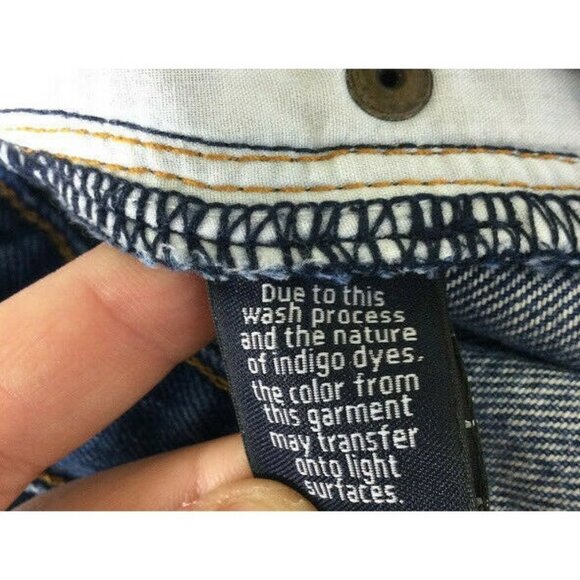 Due to this
wash process
and the nature
of indigo dyes,
the color from
this garment
may transfer
onto light
surfaces.